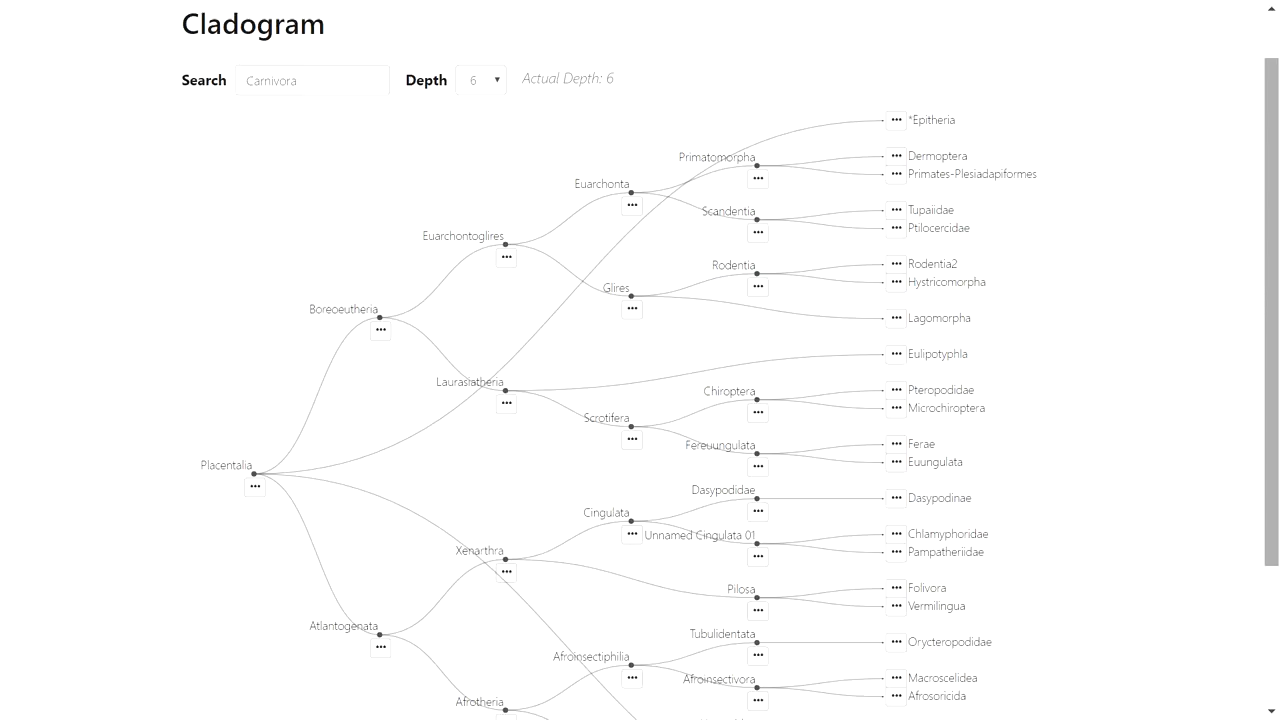 Cladogram
Search Carnivora Depth 6 Actual Depth: 6
*Epitheria
Primatomorpha Dermoptera
Primates-Plesiadapiformes
Euarchonta
Scandentia Tupaiidae
Ptilocercidae
Euarchontoglires
Rodentia Rodentia2
Hystricomorpha
Glires
Boreoeutheria Lagomorpha
Eulipotyphla
Laurasiatheria
Chiroptera Pteropodidae
Microchiroptera
Scrotifera
Fereuungulata Ferae
Euungulata
Placentalia
Dasypodidae Dasypodinae
Cingulata
Unnamed Cingulata 01 Chlamyphoridae
Pampatheriidae
Xenarthra
Pilosa Folivora
Vermilingua
Atlantogenata
Tubulidentata Orycteropodidae
Afroinsectiphilia
Afroinsectivora Macroscelidea
Afrosoricida
Afrotheria